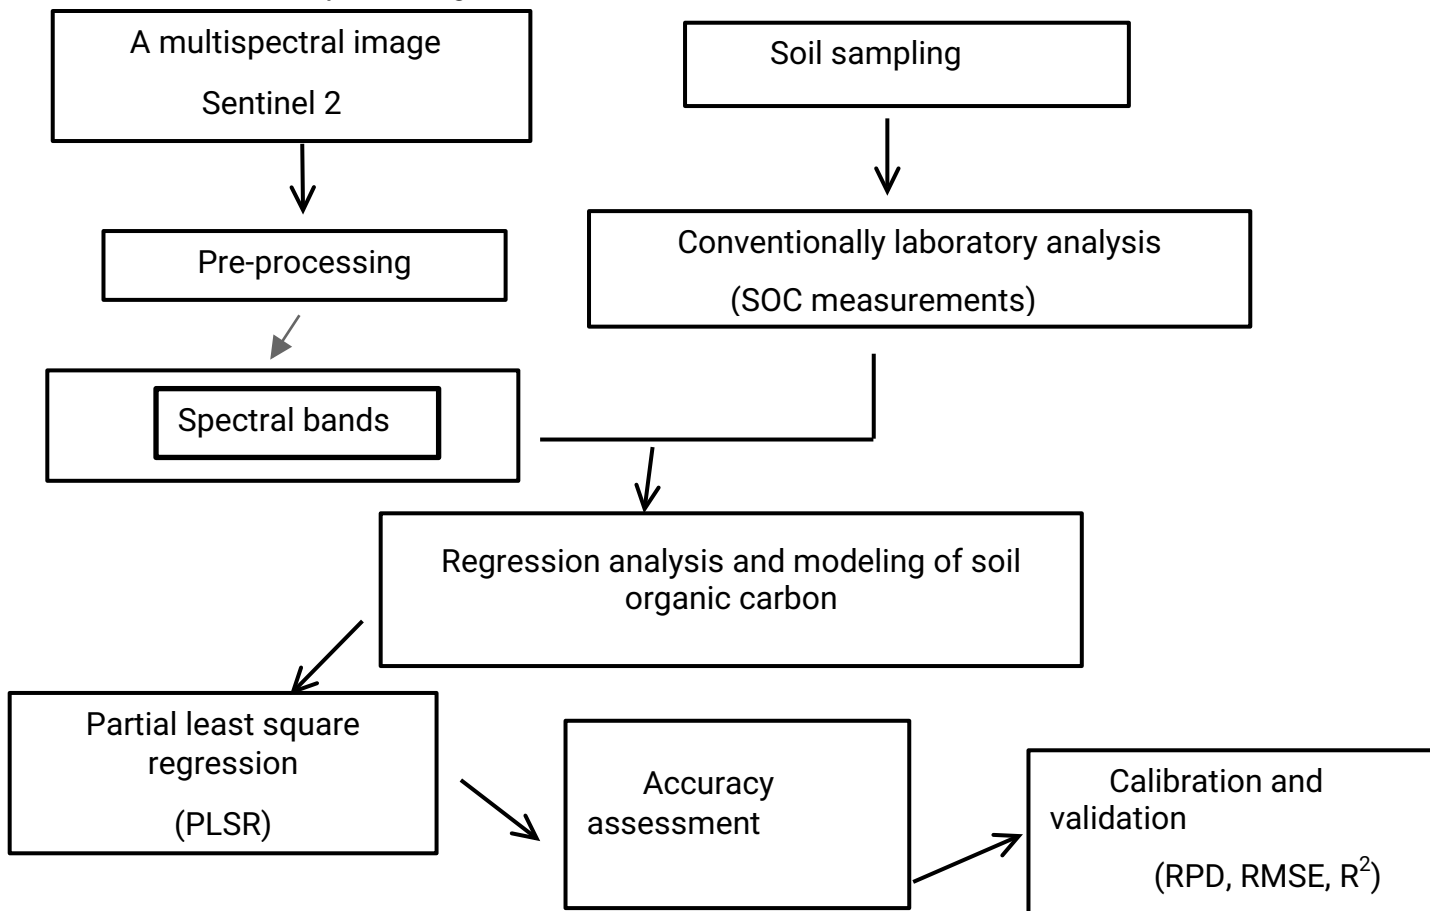 A multispectral image
Sentinel 2
Soil sampling
Pre-processing
Conventionally laboratory analysis
(SOC measurements)
Spectral bands
Regression analysis and modeling of soil
organic carbon
Partial least square
regression
(PLSR)
Accuracy
assessment
Calibration and
validation
(RPD, RMSE, R²)